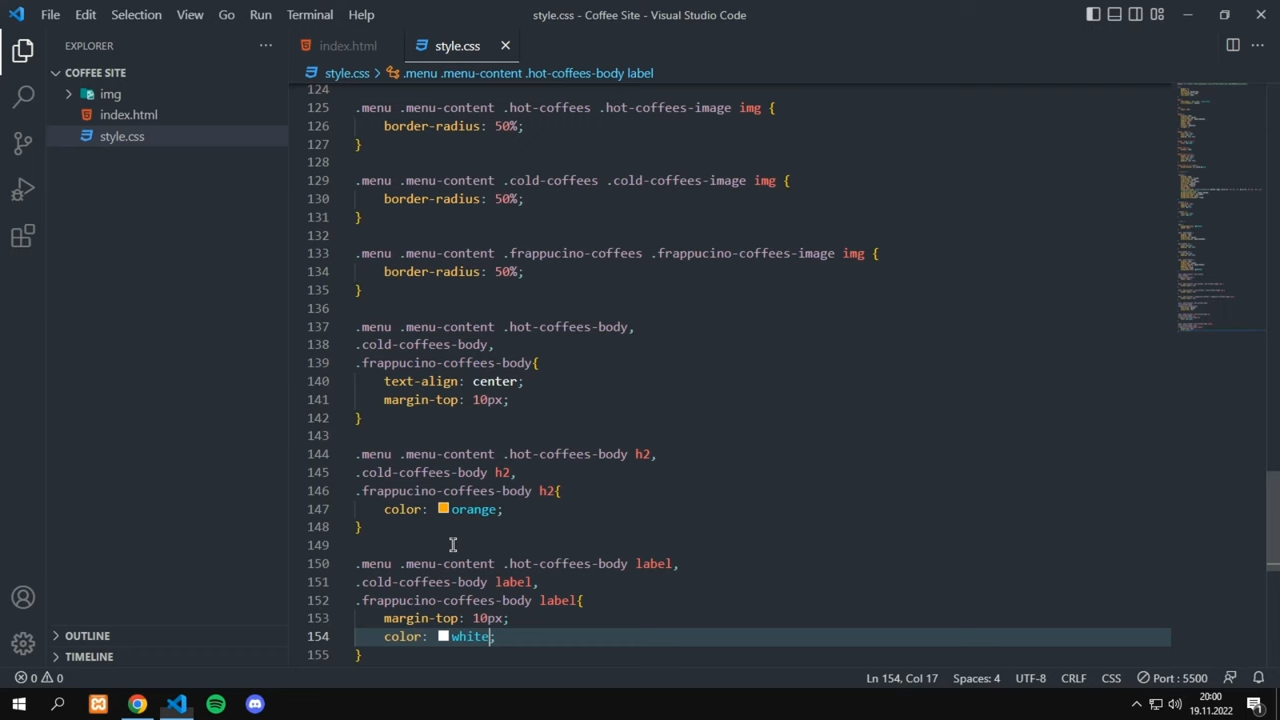 File Edit Selection View Go Run Terminal Help
style.css - Coffee Site - Visual Studio Code
EXPLORER
COFFEE SITE
img
index.html
style.css
OUTLINE
TIMELINE
index.html
style.css
style.css > .menu .menu-content .hot-coffees-body label
124
125 .menu .menu-content .hot-coffees .hot-coffees-image img {
126 border-radius: 50%;
127 }
128
129 .menu .menu-content .cold-coffees .cold-coffees-image img {
130 border-radius: 50%;
131 }
132
133 .menu .menu-content .frappucino-coffees .frappucino-coffees-image img {
134 border-radius: 50%;
135 }
136
137 .menu .menu-content .hot-coffees-body,
138 .cold-coffees-body,
139 .frappucino-coffees-body{
140 text-align: center;
141 margin-top: 10px;
142 }
143
144 .menu .menu-content .hot-coffees-body h2,
145 .cold-coffees-body h2,
146 .frappucino-coffees-body h2{
147 color: orange;
148 }
149
150 .menu .menu-content .hot-coffees-body label,
151 .cold-coffees-body label,
152 .frappucino-coffees-body label{
153 margin-top: 10px;
154 color: white;
155 }
0 0
Ln 154, Col 17 Spaces: 4 UTF-8 CRLF CSS Port : 5500
20:00
19.11.2022
1